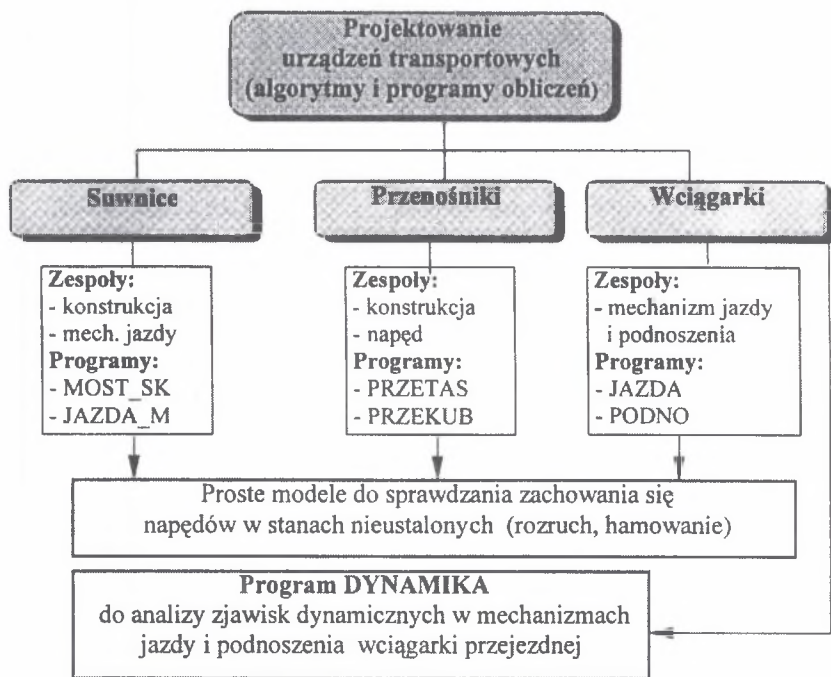 Projektowanie
urządzeń transportowych
(algorytmy i programy obliczeń)
Suwnice
Przenośniki
Wciągarki
Zespoły:
- konstrukcja
- mech. jazdy
Programy:
- MOST_SK
- JAZDA_M
Zespoły:
- konstrukcja
- napęd
Programy:
- PRZETAS
- PRZEKUB
Zespoły:
- mechanizm jazdy
i podnoszenia
Programy:
- JAZDA
- PODNO
Proste modele do sprawdzania zachowania się
napędów w stanach nieustalonych (rozruch, hamowanie)
Program DYNAMIKA
do analizy zjawisk dynamicznych w mechanizmach
jazdy i podnoszenia wciągarki przejezdnej